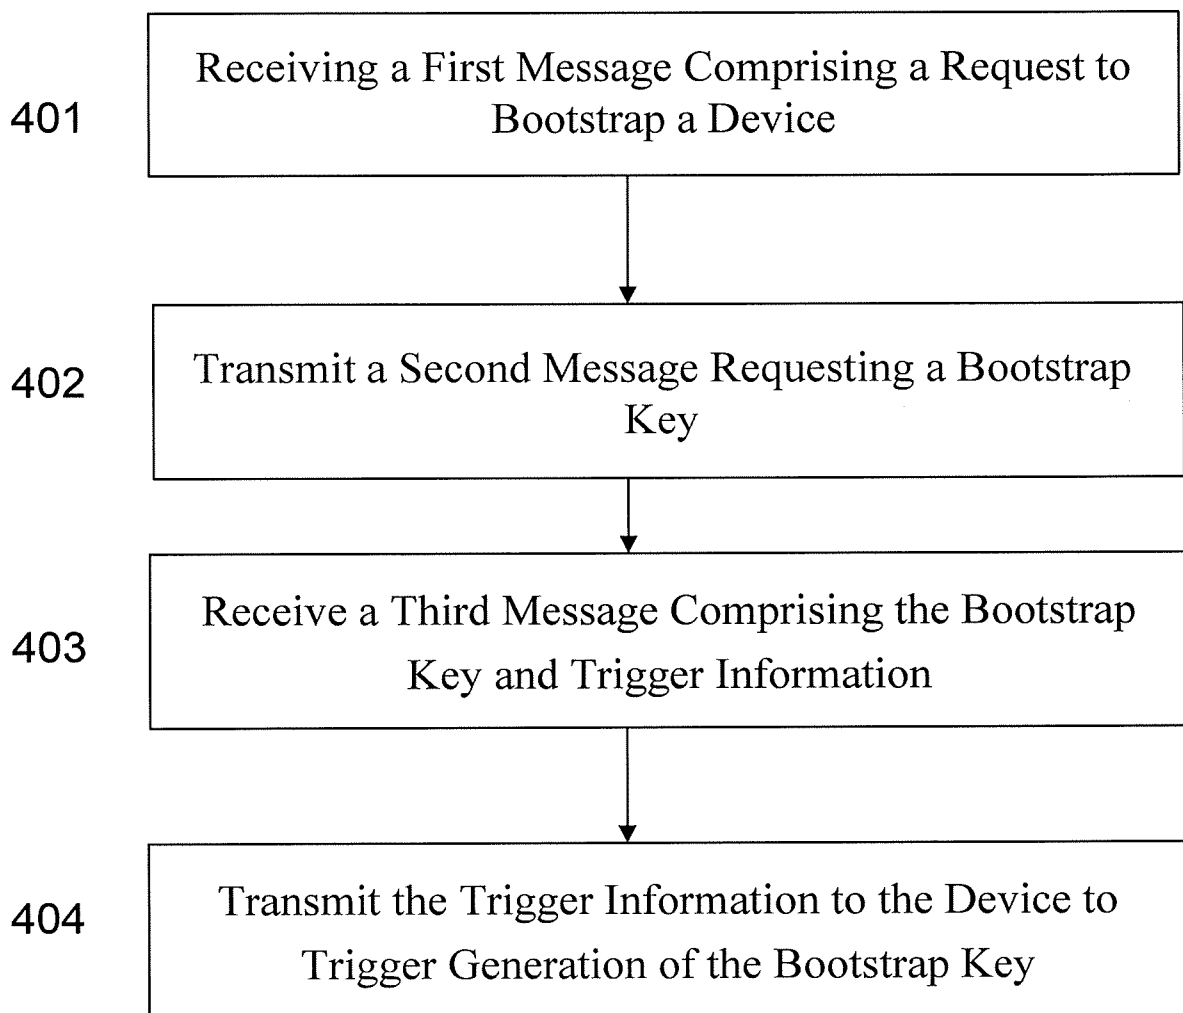 401
Receiving a First Message Comprising a Request to
Bootstrap a Device
402
Transmit a Second Message Requesting a Bootstrap
Key
403
Receive a Third Message Comprising the Bootstrap
Key and Trigger Information
404
Transmit the Trigger Information to the Device to
Trigger Generation of the Bootstrap Key